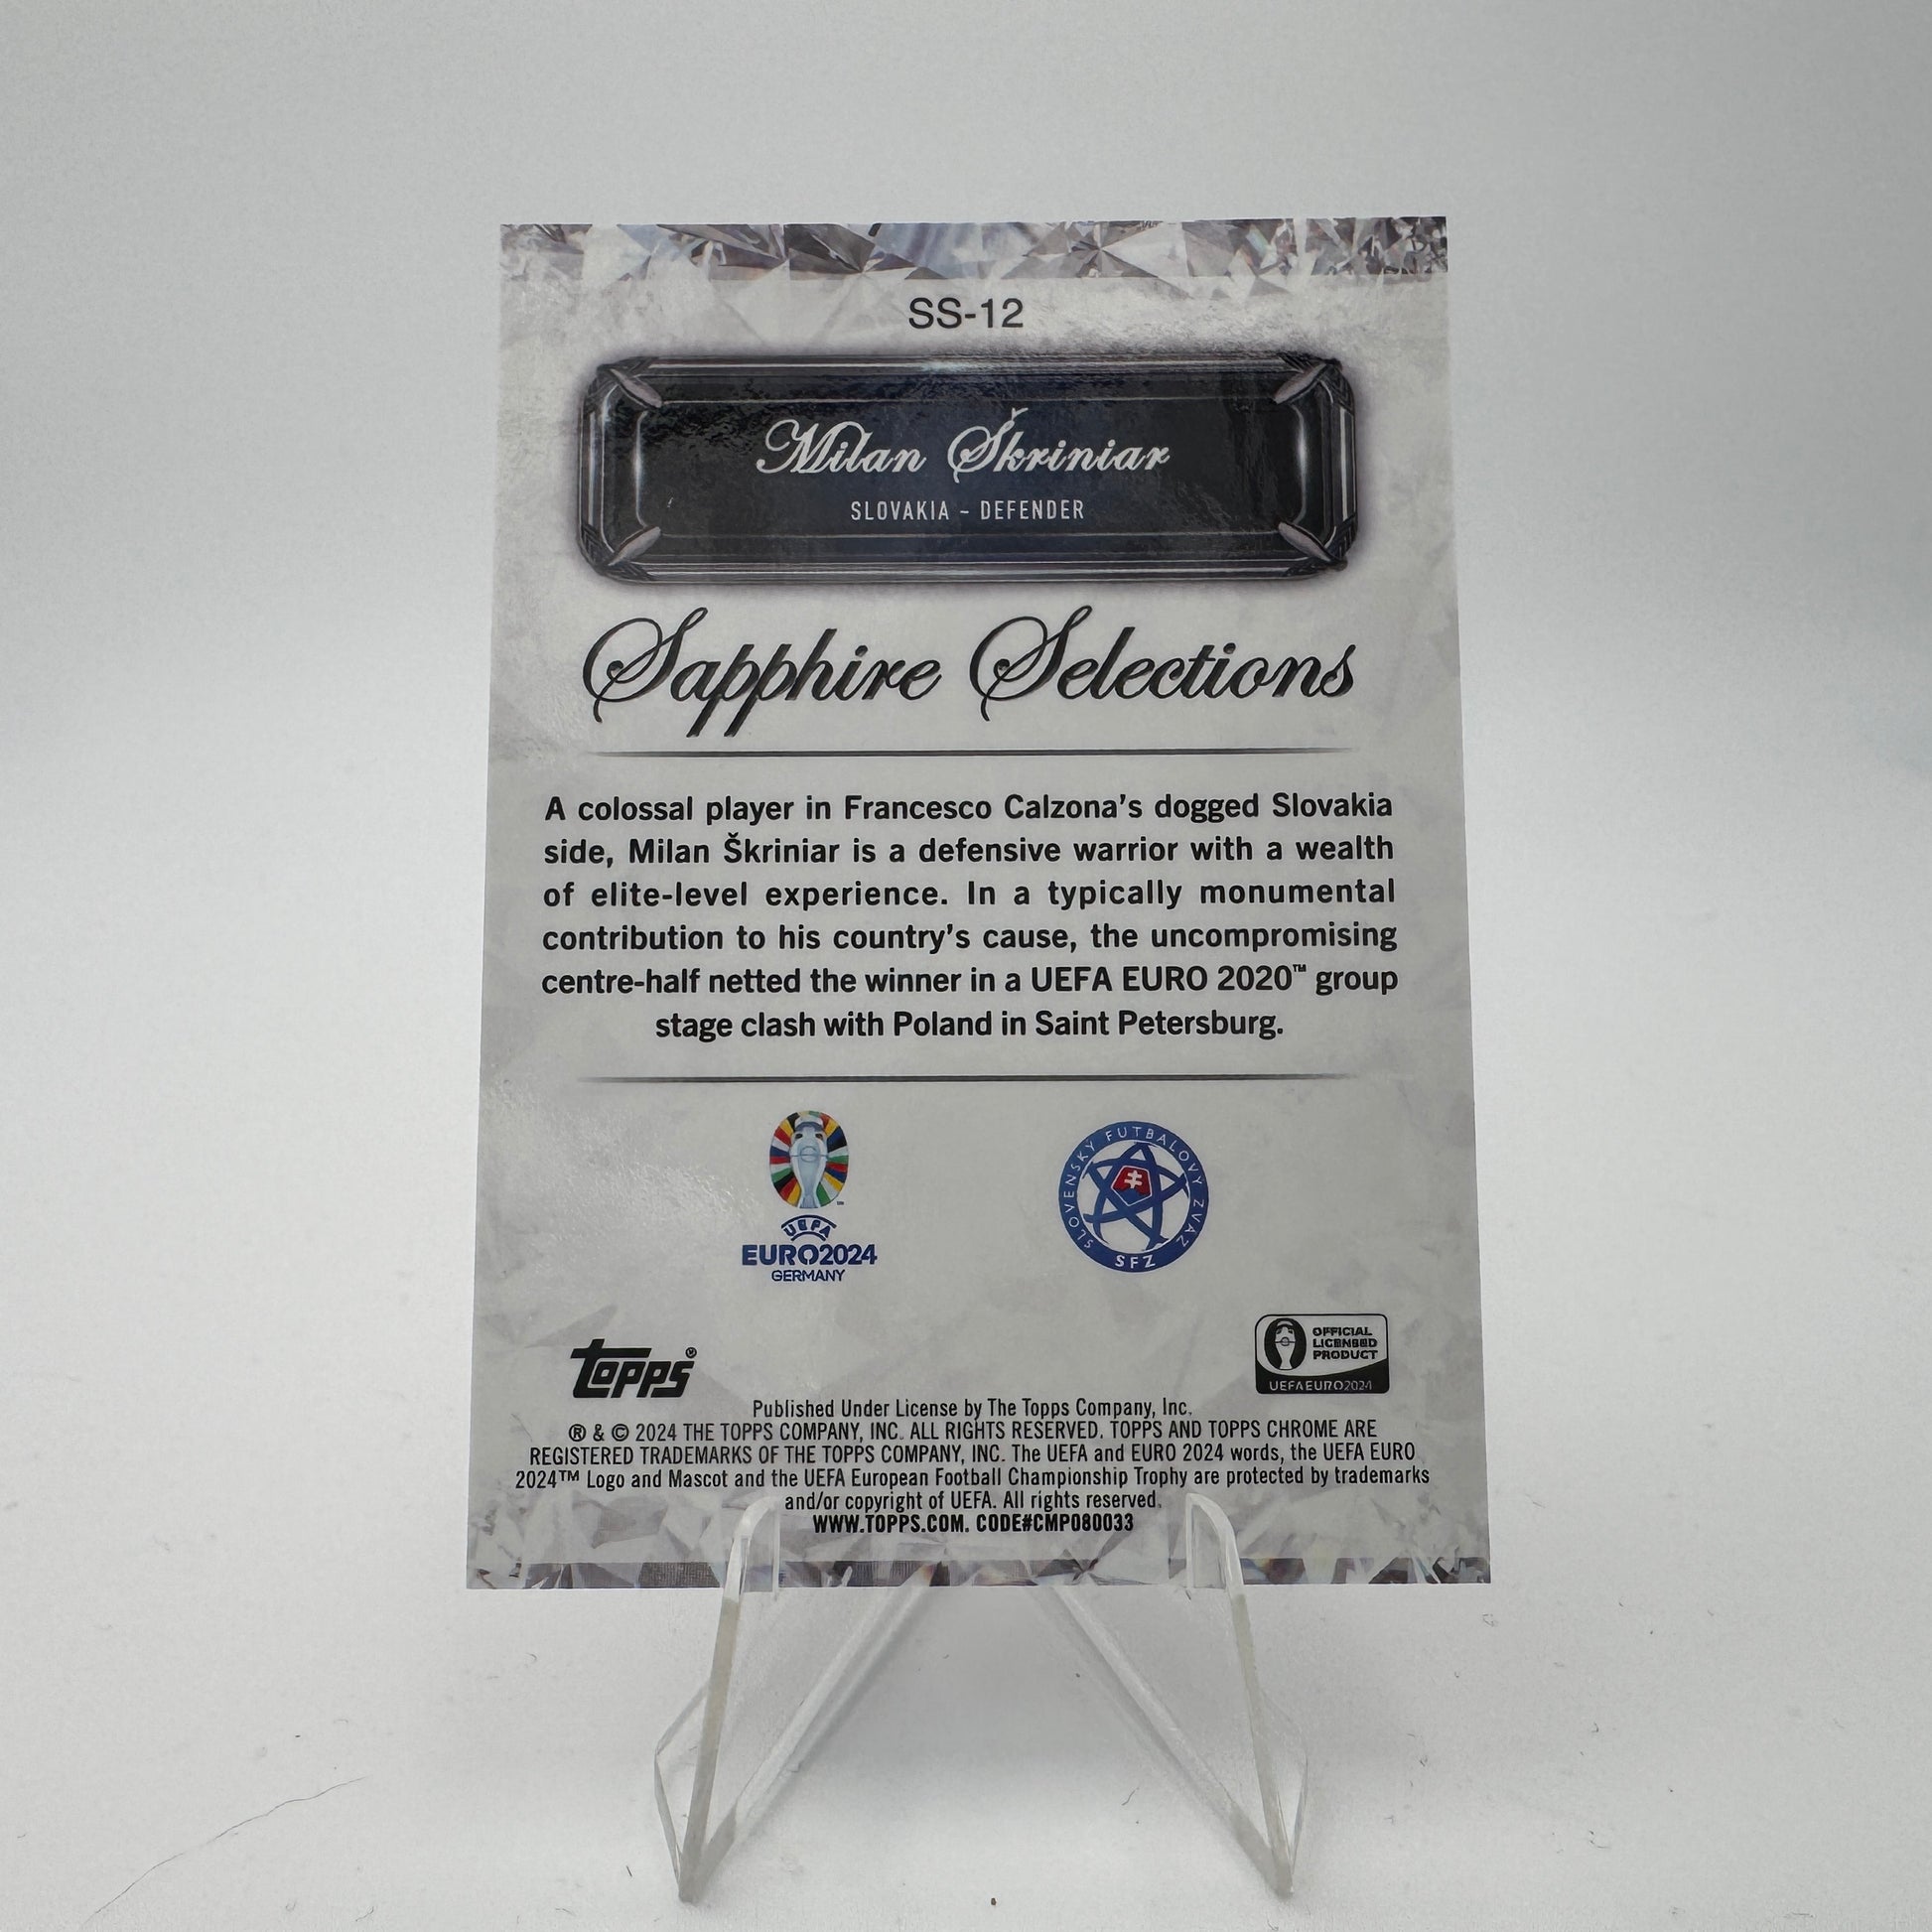 SS-12
Milan Škriniar
SLOVAKIA - DEFENDER
Sapphire Selections
A colossal player in Francesco Calzona's dogged Slovakia
side, Milan Škriniar is a defensive warrior with a wealth
of elite-level experience. In a typically monumental
contribution to his country's cause, the uncompromising
centre-half netted the winner in a UEFA EURO 2020™ group
stage clash with Poland in Saint Petersburg.
UEFA
EURO2024
GERMANY
SLOVENSKÝ FUTBALOVÝ ZVÄZ
SFZ
topps®
OFFICIAL
LICENSED
PRODUCT
UEFAEURO2024
Published Under License by The Topps Company, Inc.
® & © 2024 THE TOPPS COMPANY, INC. ALL RIGHTS RESERVED. TOPPS AND TOPPS CHROME ARE
REGISTERED TRADEMARKS OF THE TOPPS COMPANY, INC. The UEFA and EURO 2024 words, the UEFA EURO
2024™ Logo and Mascot and the UEFA European Football Championship Trophy are protected by trademarks
and/or copyright of UEFA. All rights reserved.
WWW.TOPPS.COM. CODE#CMP080033